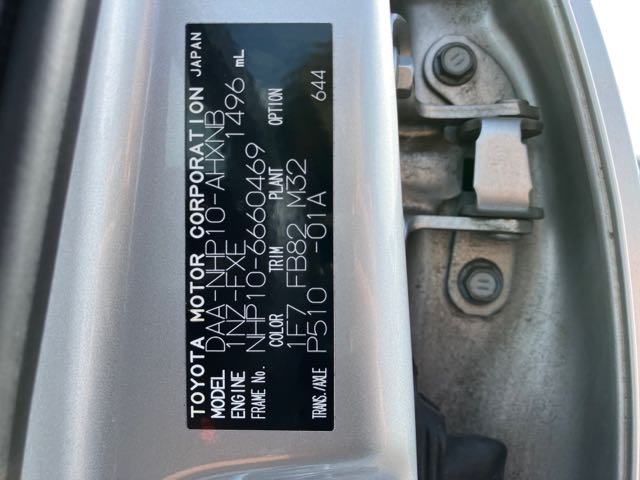 TOYOTA MOTOR CORPORATION JAPAN
MODEL DAA-NHP10-AHXNB
ENGINE 1NZ-FXE 1496 mL
FRAME No. NHP10-6660469
COLOR TRIM PLANT OPTION
1F7 FB82 M32 644
TRANS./AXLE P510 -01A